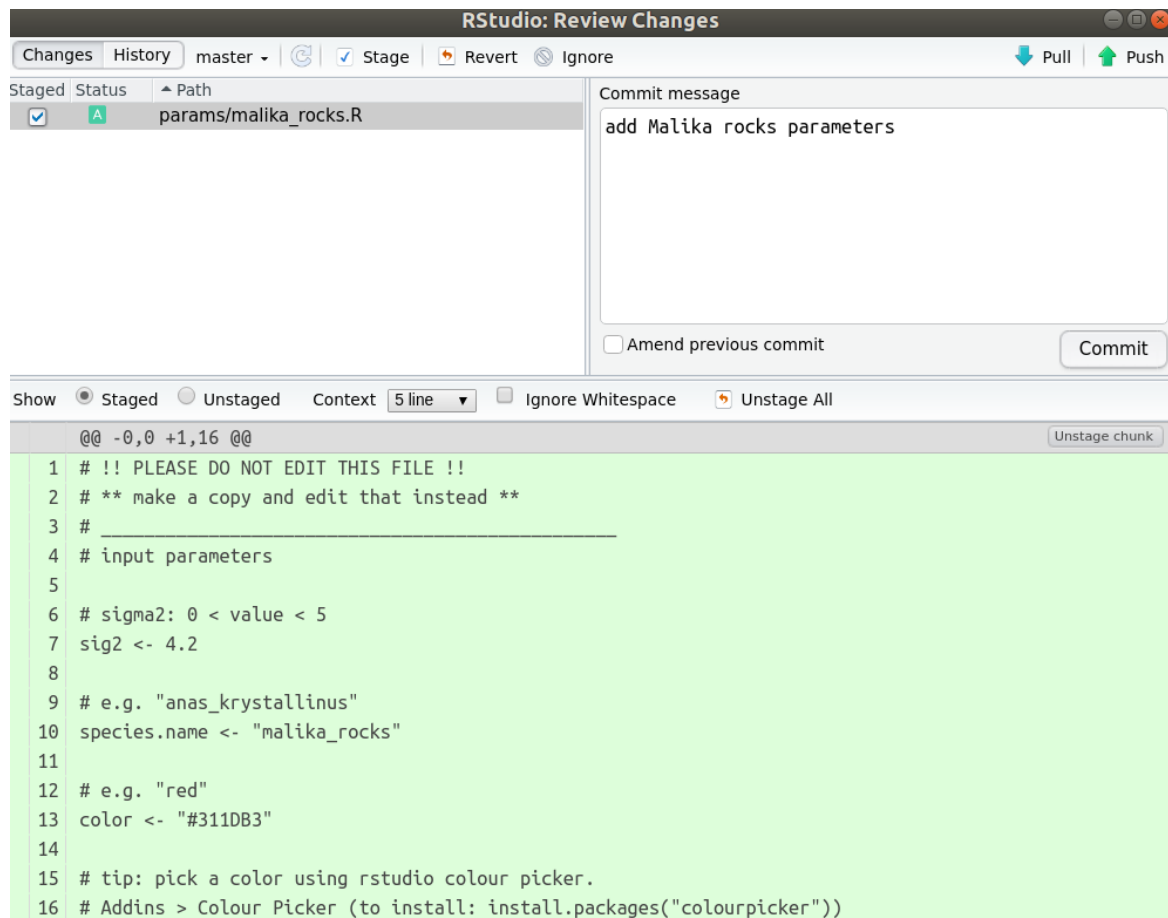 RStudio: Review Changes
Changes History master Stage Revert Ignore Pull Push
Staged Status Path
params/malika_rocks.R
Commit message
add Malika rocks parameters
Amend previous commit
Commit
Show Staged Unstaged Context 5 line Ignore Whitespace Unstage All
@@ -0,0 +1,16 @@ Unstage chunk
1 # !! PLEASE DO NOT EDIT THIS FILE !!
2 # ** make a copy and edit that instead **
3 # ________________________________________________
4 # input parameters
5
6 # sigma2: 0 < value < 5
7 sig2 <- 4.2
8
9 # e.g. "anas_krystallinus"
10 species.name <- "malika_rocks"
11
12 # e.g. "red"
13 color <- "#311DB3"
14
15 # tip: pick a color using rstudio colour picker.
16 # Addins > Colour Picker (to install: install.packages("colourpicker"))